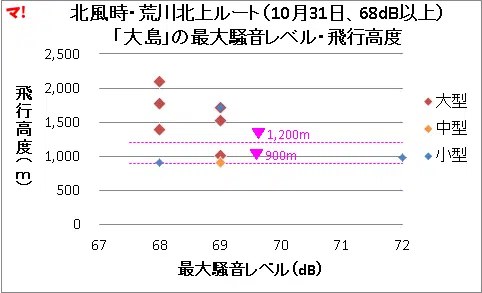 マ!
北風時・荒川北上ルート(10月31日、68dB以上)
「大島」の最大騒音レベル・飛行高度
飛行高度(m)
2,500
2,000
1,500
1,000
500
0
1,200m
900m
大型
中型
小型
67
68
69
70
71
72
最大騒音レベル(dB)